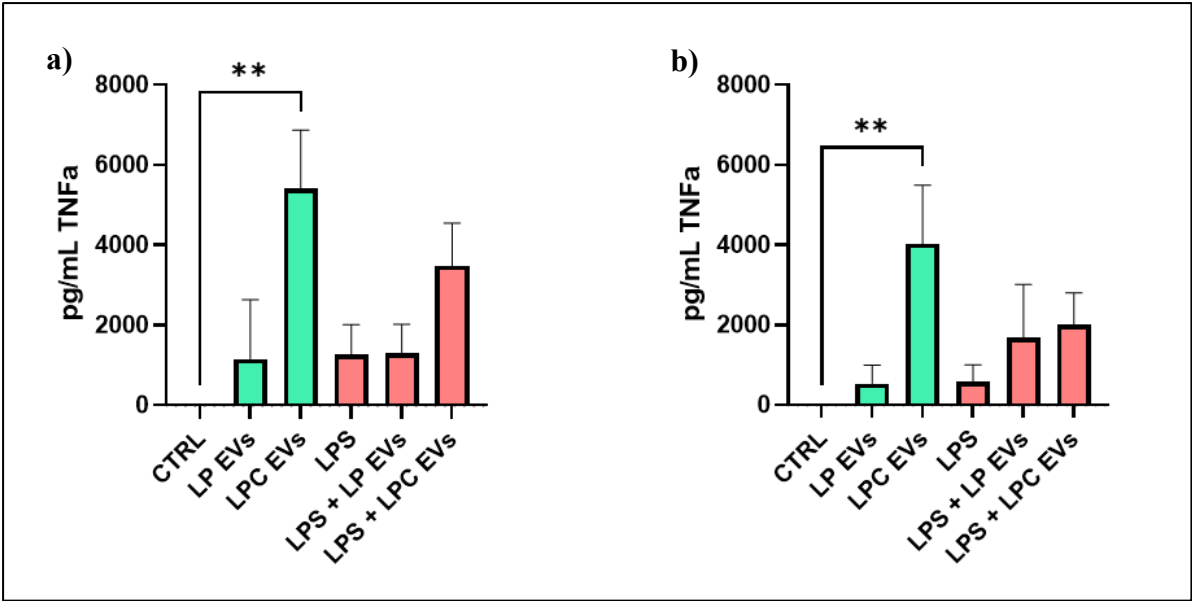 a)
**
8000
6000
4000
2000
0
pg/mL TNFa
CTRL
LP EVs
LPC EVs
LPS
LPS + LP EVs
LPS + LPC EVs
b)
**
8000
6000
4000
2000
0
pg/mL TNFa
CTRL
LP EVs
LPC EVs
LPS
LPS + LP EVs
LPS + LPC EVs